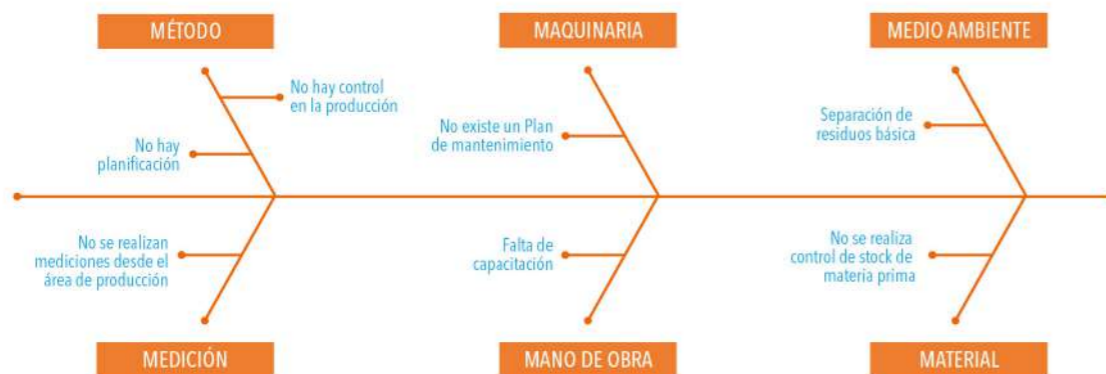 MÉTODO
MAQUINARIA
MEDIO AMBIENTE
No hay control
en la producción
No hay
planificación
No existe un Plan
de mantenimiento
Separación de
residuos básica
No se realizan
mediciones desde el
área de producción
Falta de
capacitación
No se realiza
control de stock de
materia prima
MEDICIÓN
MANO DE OBRA
MATERIAL